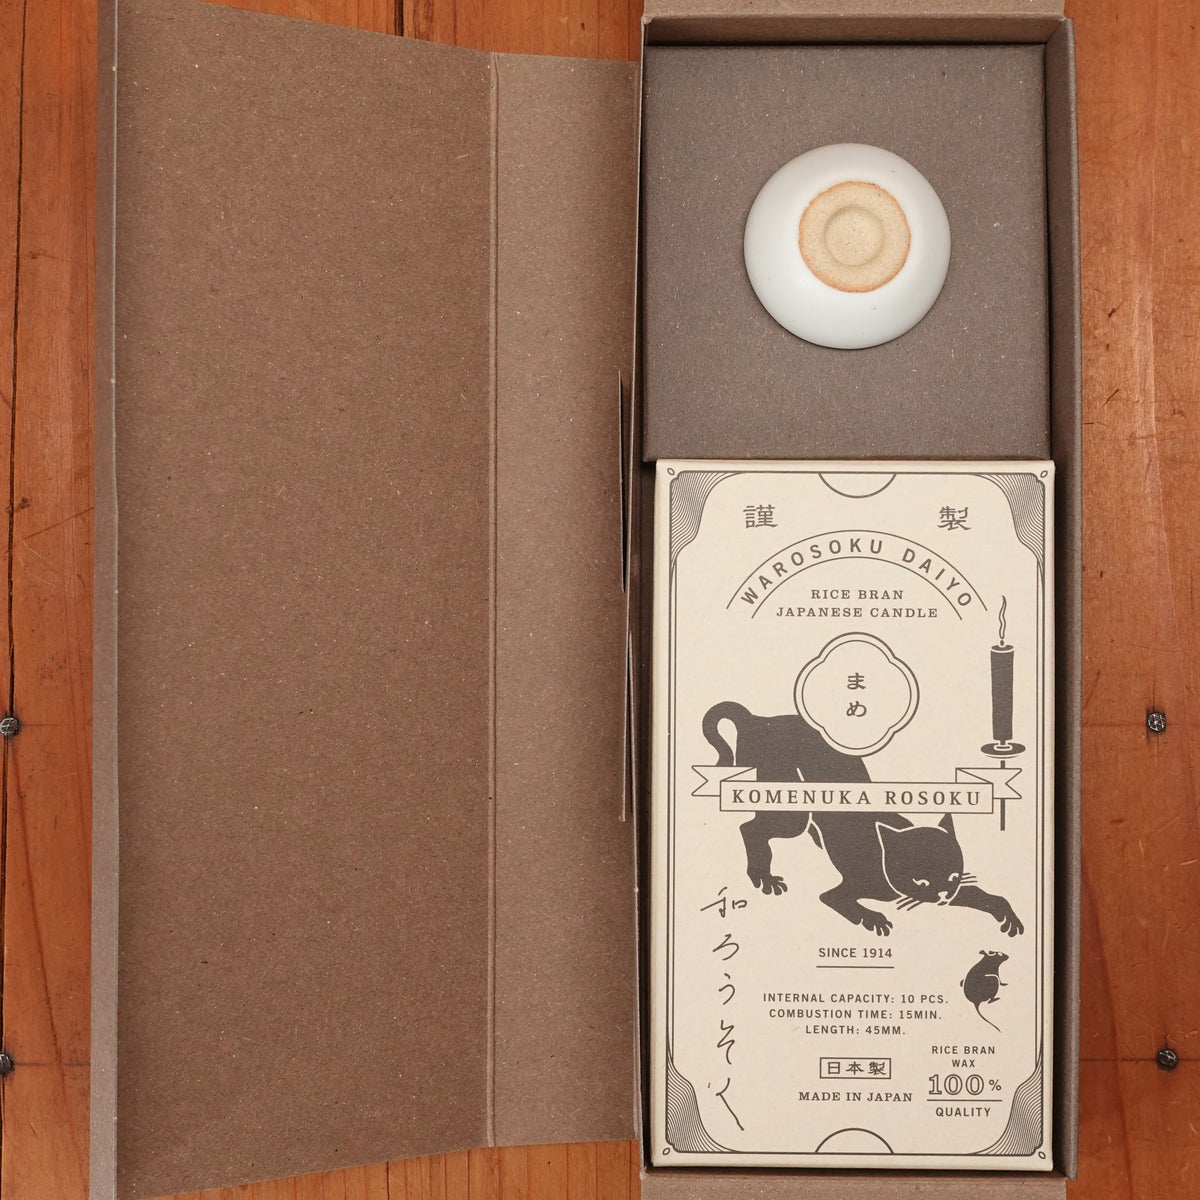 謹 製
WAROSOKU DAIYO
RICE BRAN
JAPANESE CANDLE
まめ
KOMENUKA ROSOKU
和ろうそく
SINCE 1914
INTERNAL CAPACITY: 10 PCS.
COMBUSTION TIME: 15MIN.
LENGTH: 45MM.
日本製
MADE IN JAPAN
RICE BRAN
WAX
100%
QUALITY